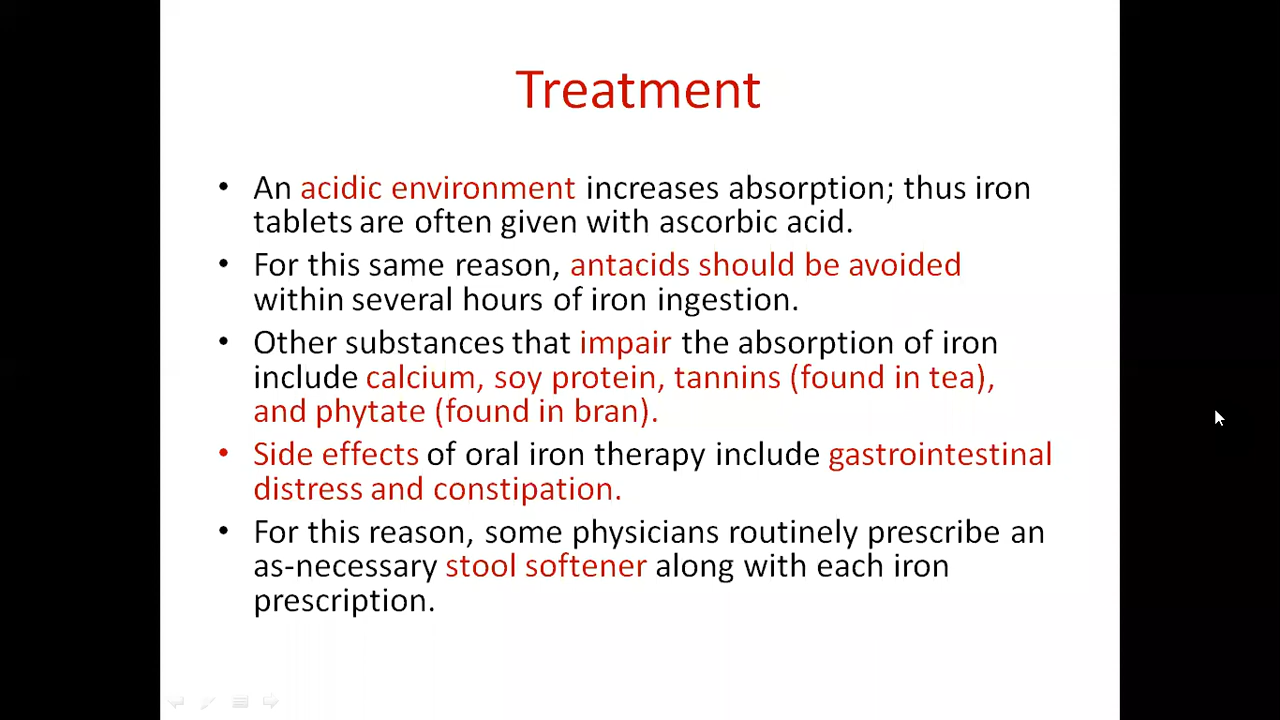 Treatment
• An acidic environment increases absorption; thus iron
tablets are often given with ascorbic acid.
• For this same reason, antacids should be avoided
within several hours of iron ingestion.
• Other substances that impair the absorption of iron
include calcium, soy protein, tannins (found in tea),
and phytate (found in bran).
• Side effects of oral iron therapy include gastrointestinal
distress and constipation.
• For this reason, some physicians routinely prescribe an
as-necessary stool softener along with each iron
prescription.